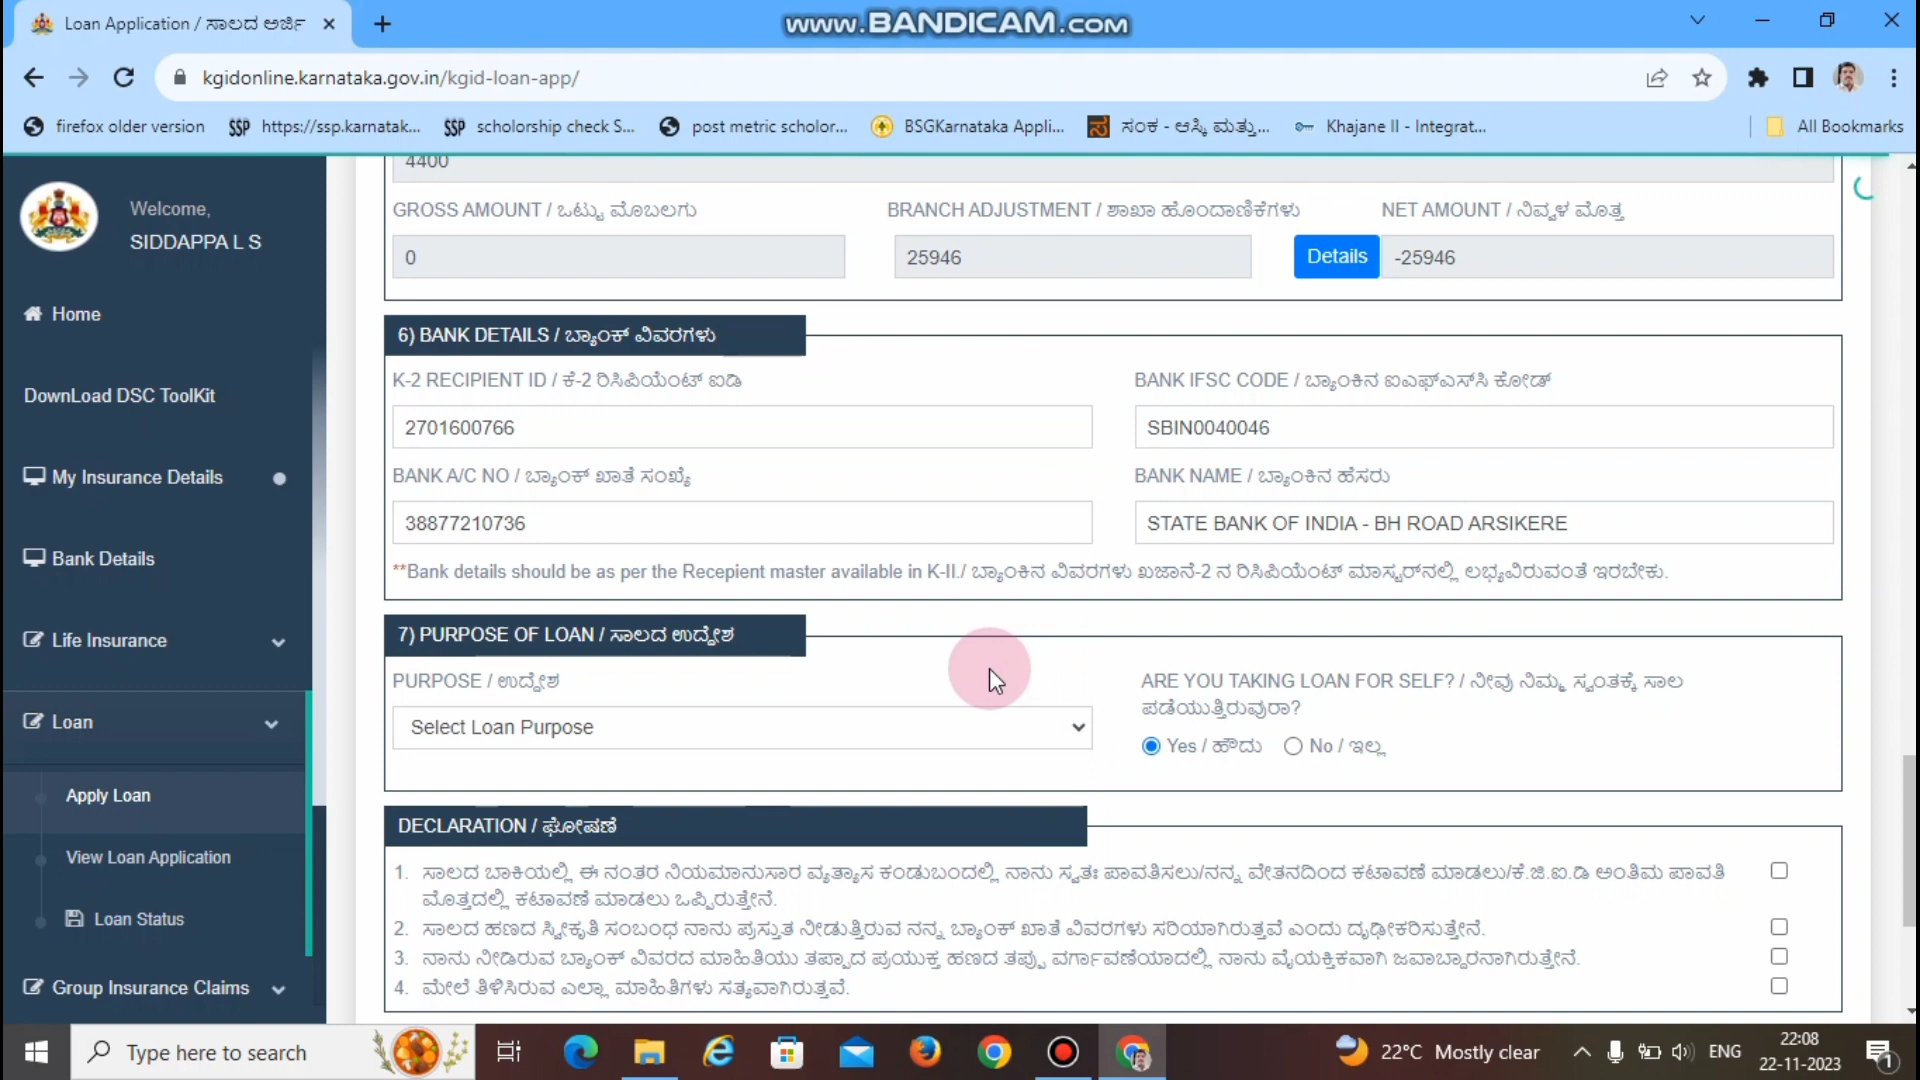 Loan Application / ಸಾಲದ ಅರ್ಜಿ
www.BANDICAM.com
kgidonline.karnataka.gov.in/kgid-loan-app/
firefox older version
SSP https://ssp.karnatak...
SSP scholorship check S...
post metric scholor...
BSGKarnataka Appli...
ಸಂಕ - ಆಸ್ಕಿ ಮತ್ತು...
Khajane II - Integrat...
All Bookmarks
Welcome,
SIDDAPPA L S
Home
DownLoad DSC ToolKit
My Insurance Details
Bank Details
Life Insurance
Loan
Apply Loan
View Loan Application
Loan Status
Group Insurance Claims
4400
GROSS AMOUNT / ಒಟ್ಟು ಮೊಬಲಗು
BRANCH ADJUSTMENT / ಶಾಖಾ ಹೊಂದಾಣಿಕೆಗಳು
NET AMOUNT / ನಿವ್ವಳ ಮೊತ್ತ
0
25946
Details
-25946
6) BANK DETAILS / ಬ್ಯಾಂಕ್ ವಿವರಗಳು
K-2 RECIPIENT ID / ಕೆ-2 ರಿಸಿಪಿಯೆಂಟ್ ಐಡಿ
BANK IFSC CODE / ಬ್ಯಾಂಕಿನ ಐಎಫ್ಎಸ್‌ಸಿ ಕೋಡ್
2701600766
SBIN0040046
BANK A/C NO / ಬ್ಯಾಂಕ್ ಖಾತೆ ಸಂಖ್ಯೆ
BANK NAME / ಬ್ಯಾಂಕಿನ ಹೆಸರು
38877210736
STATE BANK OF INDIA - BH ROAD ARSIKERE
**Bank details should be as per the Recepient master available in K-II./ ಬ್ಯಾಂಕಿನ ವಿವರಗಳು ಖಜಾನೆ-2 ನ ರಿಸಿಪಿಯೆಂಟ್ ಮಾಸ್ಟರ್‌ನಲ್ಲಿ ಲಭ್ಯವಿರುವಂತೆ ಇರಬೇಕು.
7) PURPOSE OF LOAN / ಸಾಲದ ಉದ್ದೇಶ
PURPOSE / ಉದ್ದೇಶ
ARE YOU TAKING LOAN FOR SELF? / ನೀವು ನಿಮ್ಮ ಸ್ವಂತಕ್ಕೆ ಸಾಲ
ಪಡೆಯುತ್ತಿರುವುರಾ?
Select Loan Purpose
Yes / ಹೌದು No / ಇಲ್ಲ
DECLARATION / ಘೋಷಣೆ
1. ಸಾಲದ ಬಾಕಿಯಲ್ಲಿ ಈ ನಂತರ ನಿಯಮಾನುಸಾರ ವ್ಯತ್ಯಾಸ ಕಂಡುಬಂದಲ್ಲಿ ನಾನು ಸ್ವತಃ ಪಾವತಿಸಲು/ನನ್ನ ವೇತನದಿಂದ ಕಟಾವಣೆ ಮಾಡಲು/ಕೆ.ಜಿ.ಐ.ಡಿ ಅಂತಿಮ ಪಾವತಿ
ಮೊತ್ತದಲ್ಲಿ ಕಟಾವಣೆ ಮಾಡಲು ಒಪ್ಪಿರುತ್ತೇನೆ.
2. ಸಾಲದ ಹಣದ ಸ್ವೀಕೃತಿ ಸಂಬಂಧ ನಾನು ಪ್ರಸ್ತುತ ನೀಡುತ್ತಿರುವ ನನ್ನ ಬ್ಯಾಂಕ್ ಖಾತೆ ವಿವರಗಳು ಸರಿಯಾಗಿರುತ್ತವೆ ಎಂದು ದೃಢೀಕರಿಸುತ್ತೇನೆ.
3. ನಾನು ನೀಡಿರುವ ಬ್ಯಾಂಕ್ ವಿವರದ ಮಾಹಿತಿಯು ತಪ್ಪಾದ ಪ್ರಯುಕ್ತ ಹಣದ ತಪ್ಪು ವರ್ಗಾವಣೆಯಾದಲ್ಲಿ ನಾನು ವೈಯಕ್ತಿಕವಾಗಿ ಜವಾಬ್ದಾರನಾಗಿರುತ್ತೇನೆ.
4. ಮೇಲೆ ತಿಳಿಸಿರುವ ಎಲ್ಲಾ ಮಾಹಿತಿಗಳು ಸತ್ಯವಾಗಿರುತ್ತವೆ.
Type here to search
22°C Mostly clear
ENG
22:08
22-11-2023
1